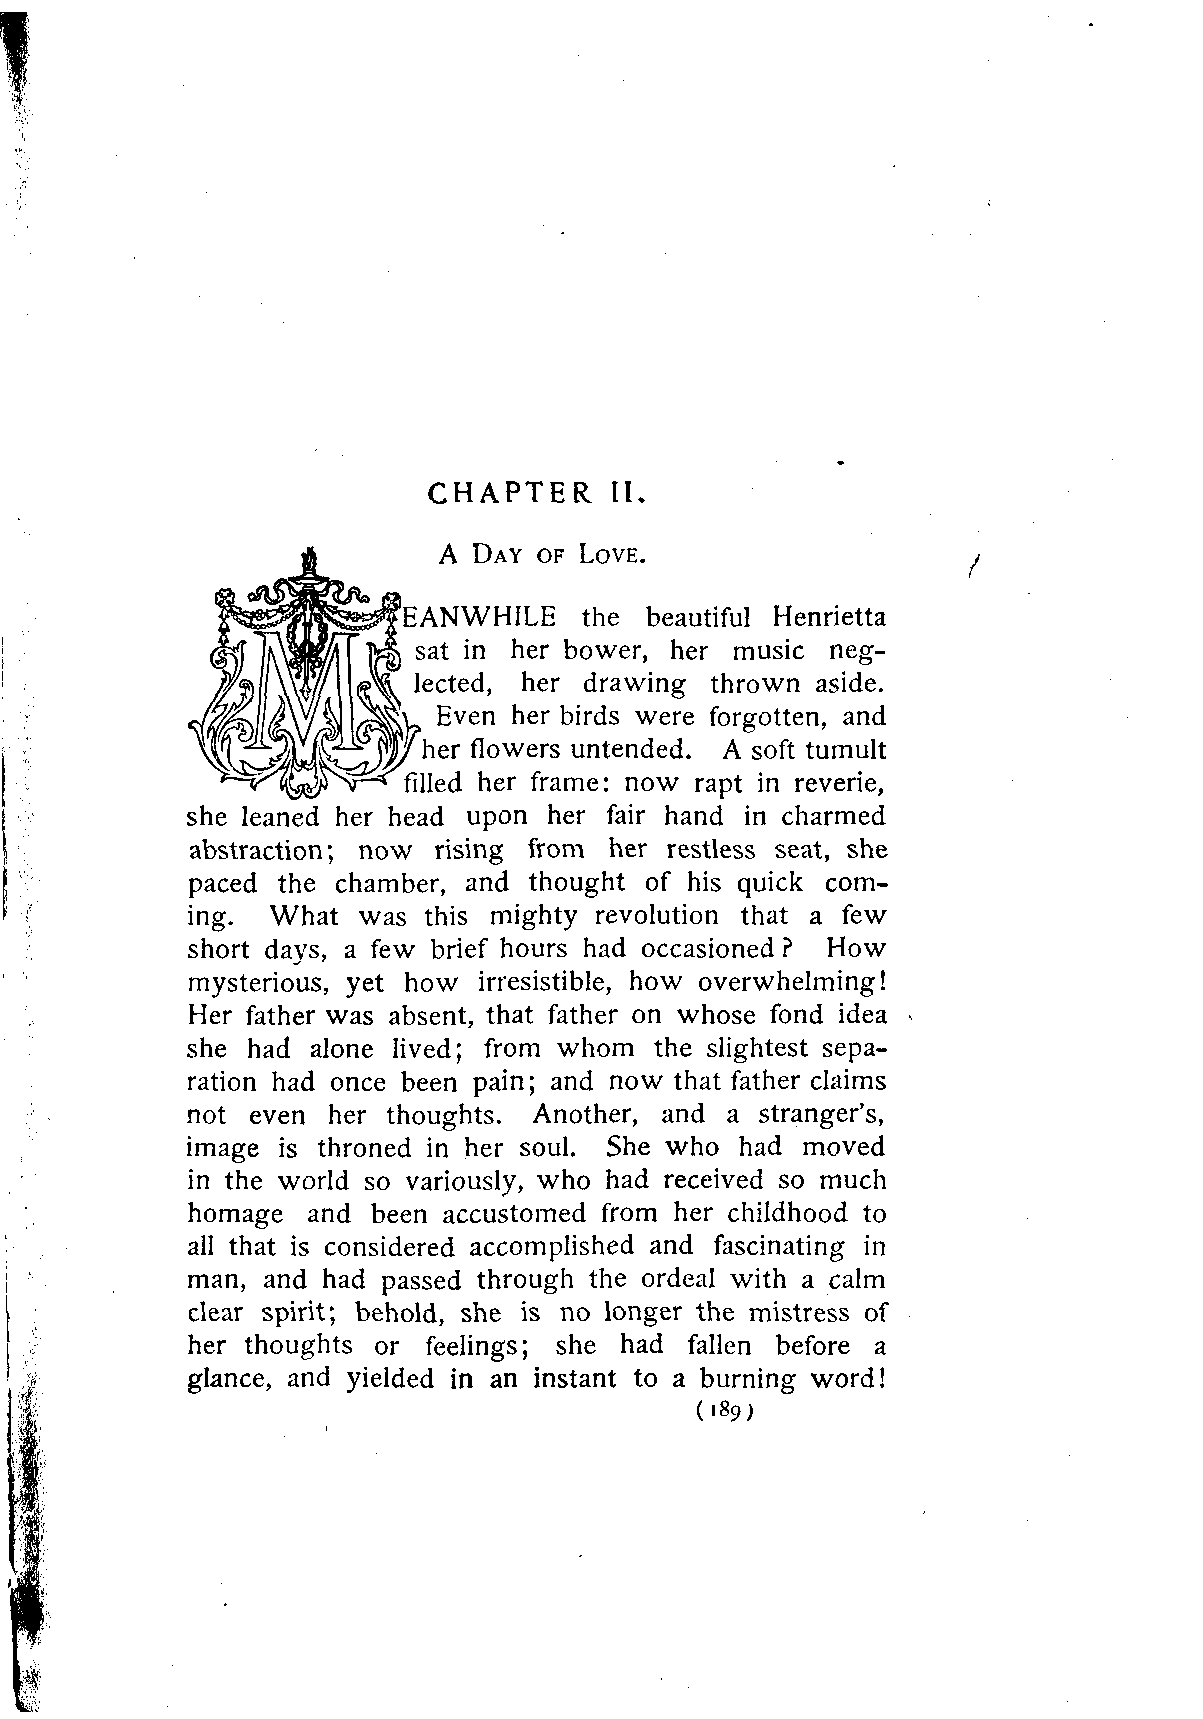 CHAPTER II.
A DAY OF LOVE.
MEANWHILE the beautiful Henrietta
sat in her bower, her music neg-
lected, her drawing thrown aside.
Even her birds were forgotten, and
her flowers untended. A soft tumult
filled her frame: now rapt in reverie,
she leaned her head upon her fair hand in charmed
abstraction; now rising from her restless seat, she
paced the chamber, and thought of his quick com-
ing. What was this mighty revolution that a few
short days, a few brief hours had occasioned? How
mysterious, yet how irresistible, how overwhelming!
Her father was absent, that father on whose fond idea
she had alone lived; from whom the slightest sepa-
ration had once been pain; and now that father claims
not even her thoughts. Another, and a stranger's,
image is throned in her soul. She who had moved
in the world so variously, who had received so much
homage and been accustomed from her childhood to
all that is considered accomplished and fascinating in
man, and had passed through the ordeal with a calm
clear spirit; behold, she is no longer the mistress of
her thoughts or feelings; she had fallen before a
glance, and yielded in an instant to a burning word!
(189)